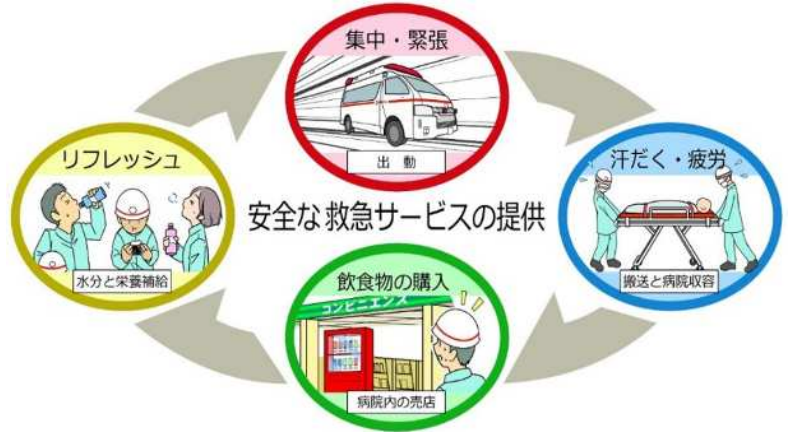 集中・緊張
出動
リフレッシュ
水分と栄養補給
安全な救急サービスの提供
汗だく・疲労
搬送と病院収容
飲食物の購入
コンビニエンス
病院内の売店